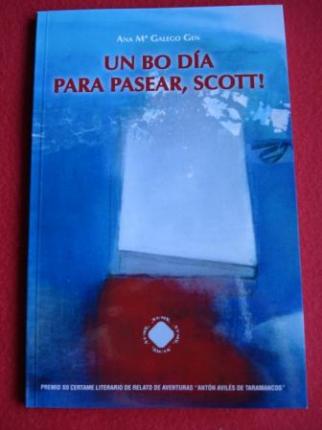 ANA Mª GALEGO GEN
UN BO DÍA
PARA PASEAR, SCOTT!
PREMIO XII CERTAME LITERARIO DE RELATO DE AVENTURAS "ANTÓN AVILÉS DE TARAMANCOS"